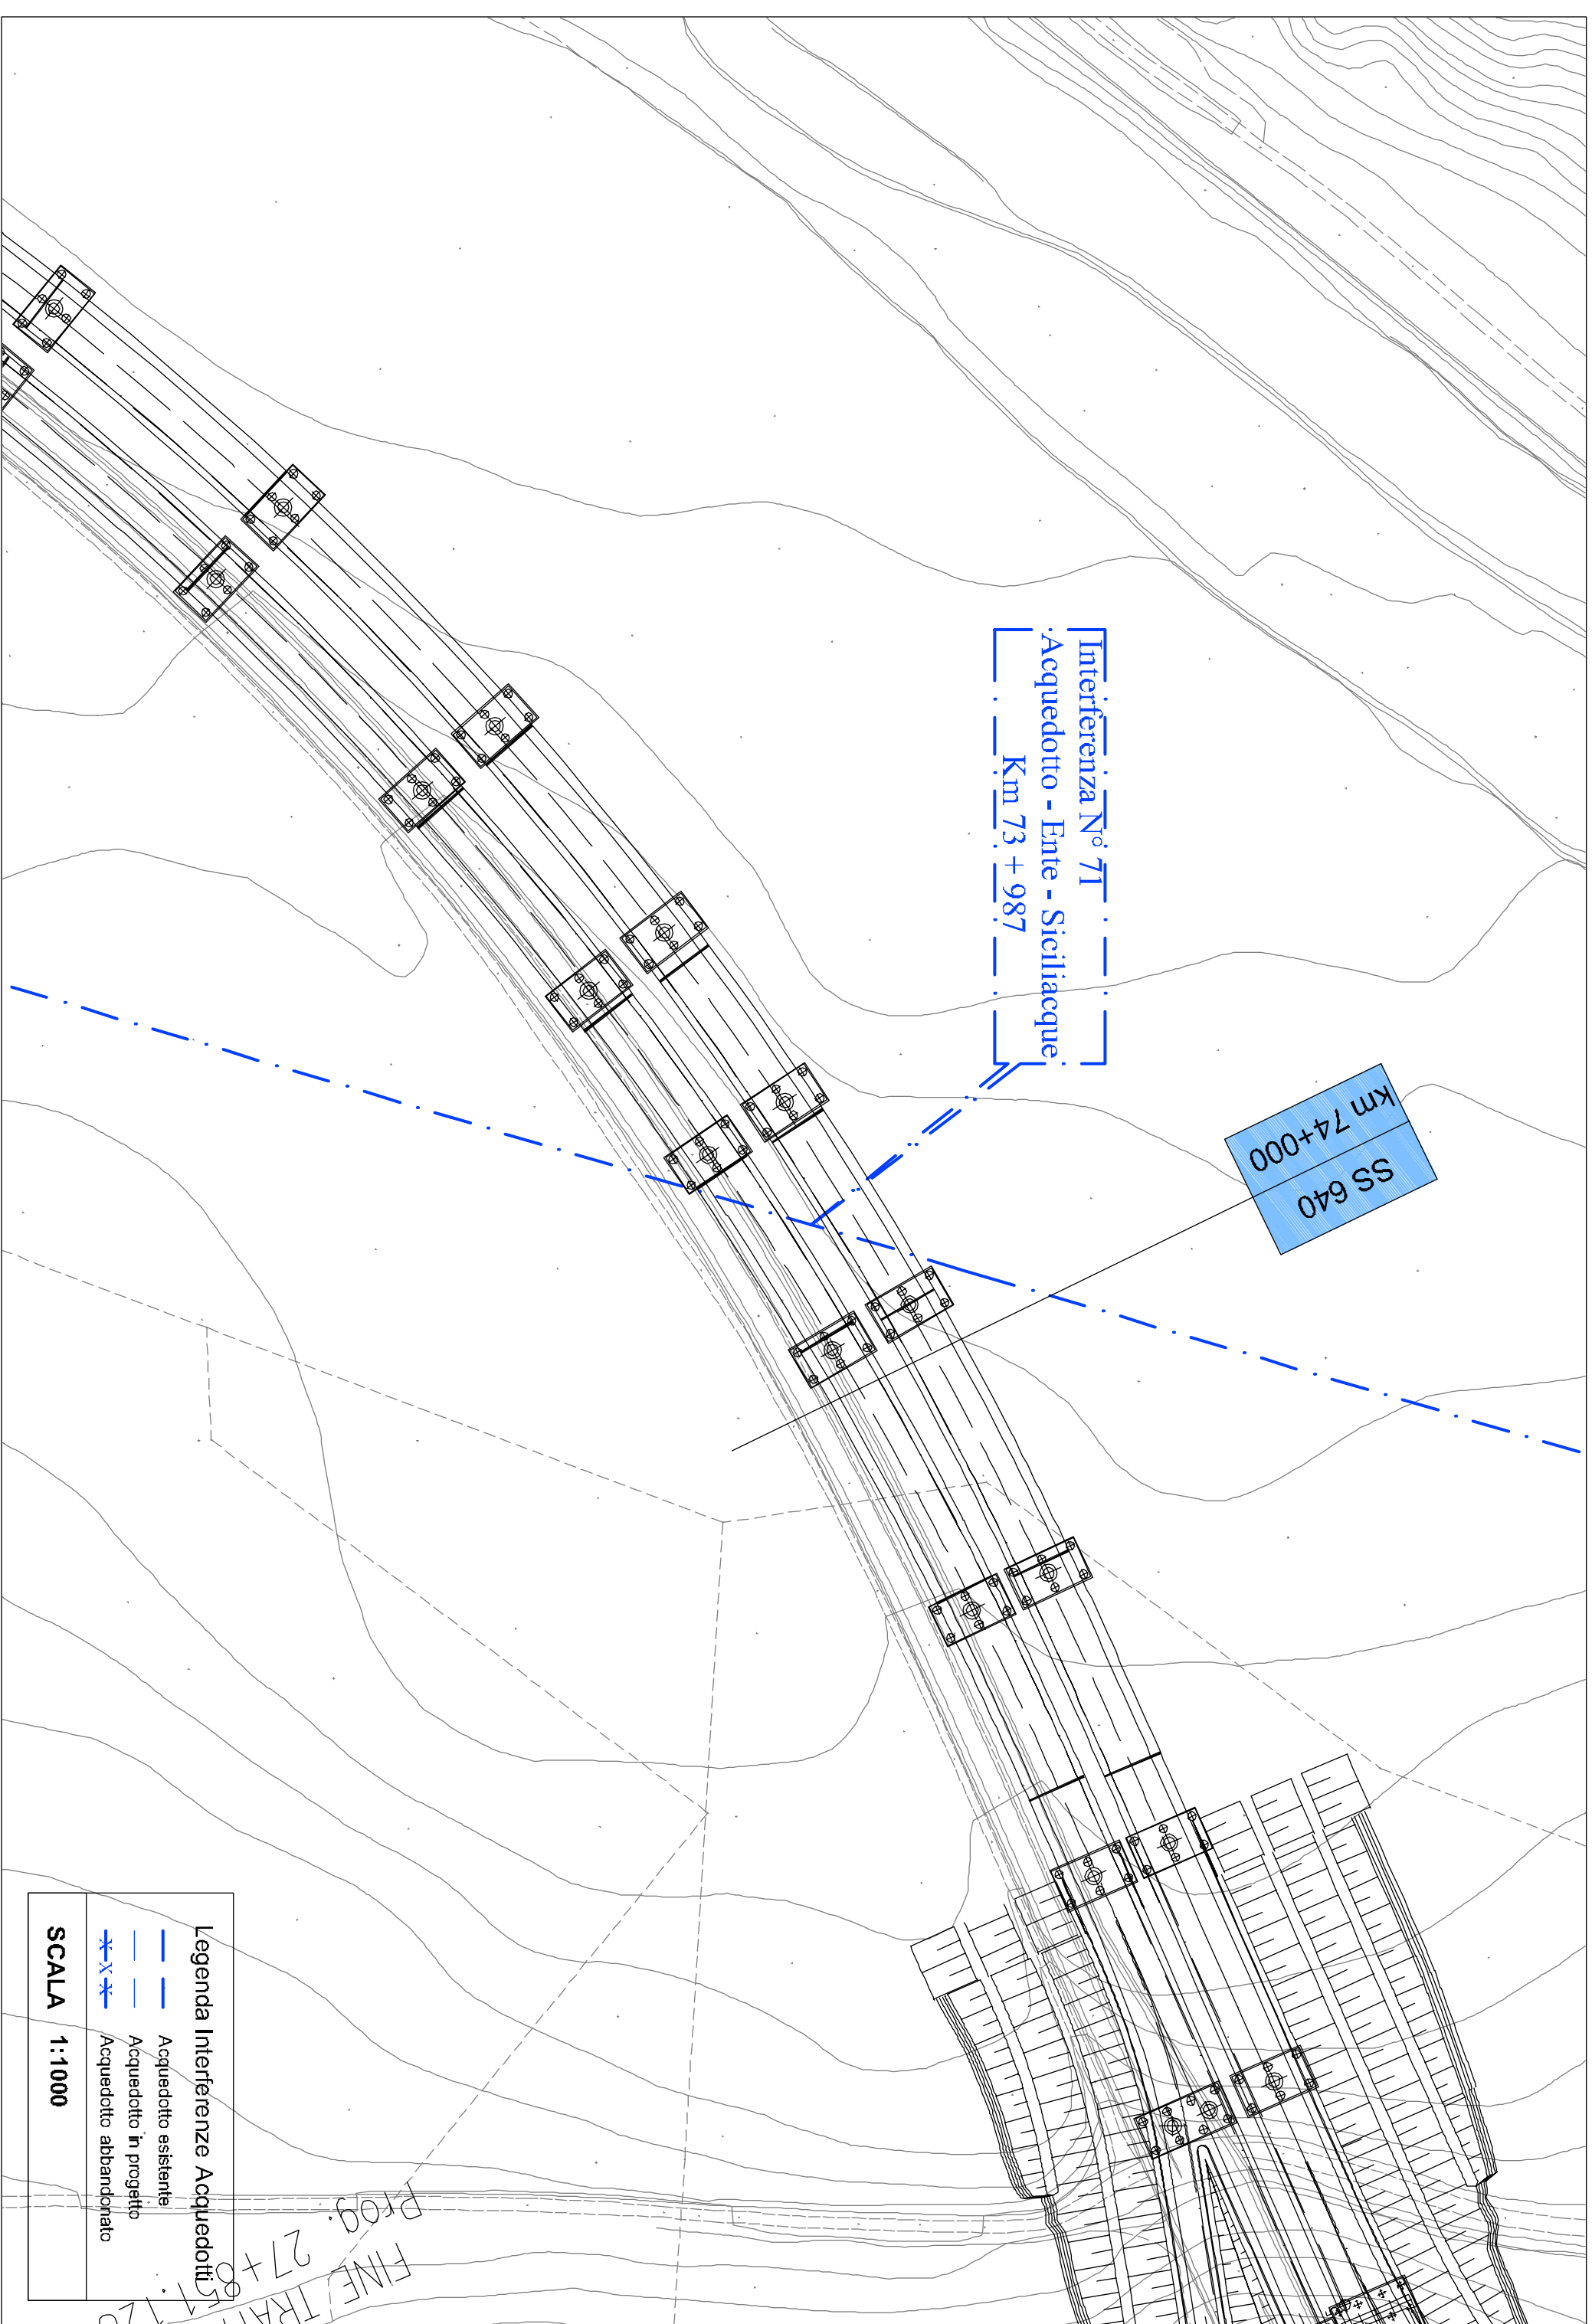 Interferenza N° 71
Acquedotto - Ente - Siciliacque
Km 73 + 987
km 74+000
SS 640
Legenda Interferenze Acquedotti
Acquedotto esistente
Acquedotto in progetto
x x x Acquedotto abbandonato
SCALA 1:1000
FINE
Prog.